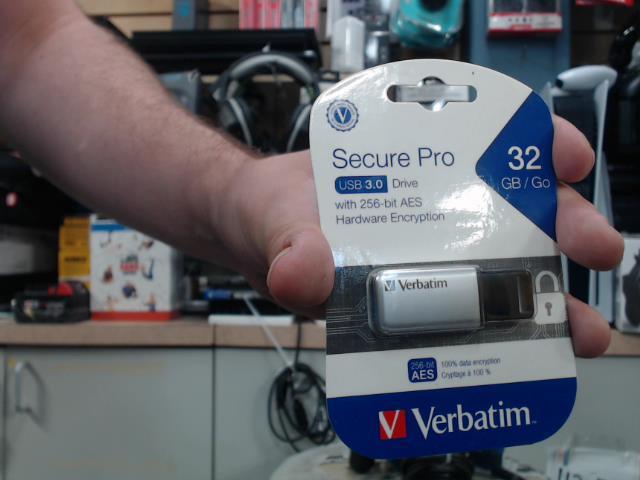 Secure Pro
USB 3.0 Drive
with 256-bit AES
Hardware Encryption
32
GB / Go
V
Verbatim
256-bit
AES
100% data encryption
Cryptage à 100 %
Verbatim